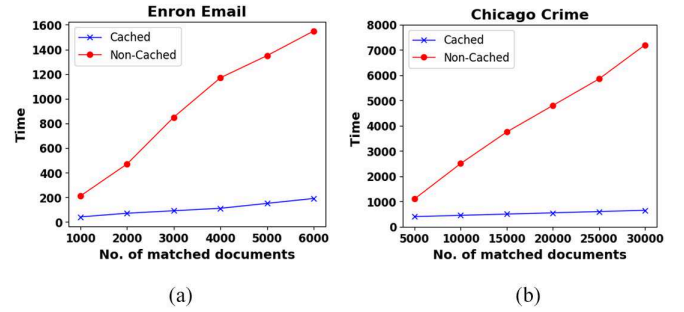 Enron Email
Cached
Non-Cached
1600
1400
1200
1000
800
600
400
200
0
Time
1000 2000 3000 4000 5000 6000
No. of matched documents
(a)
Chicago Crime
Cached
Non-Cached
8000
7000
6000
5000
4000
3000
2000
1000
0
Time
5000 10000 15000 20000 25000 30000
No. of matched documents
(b)